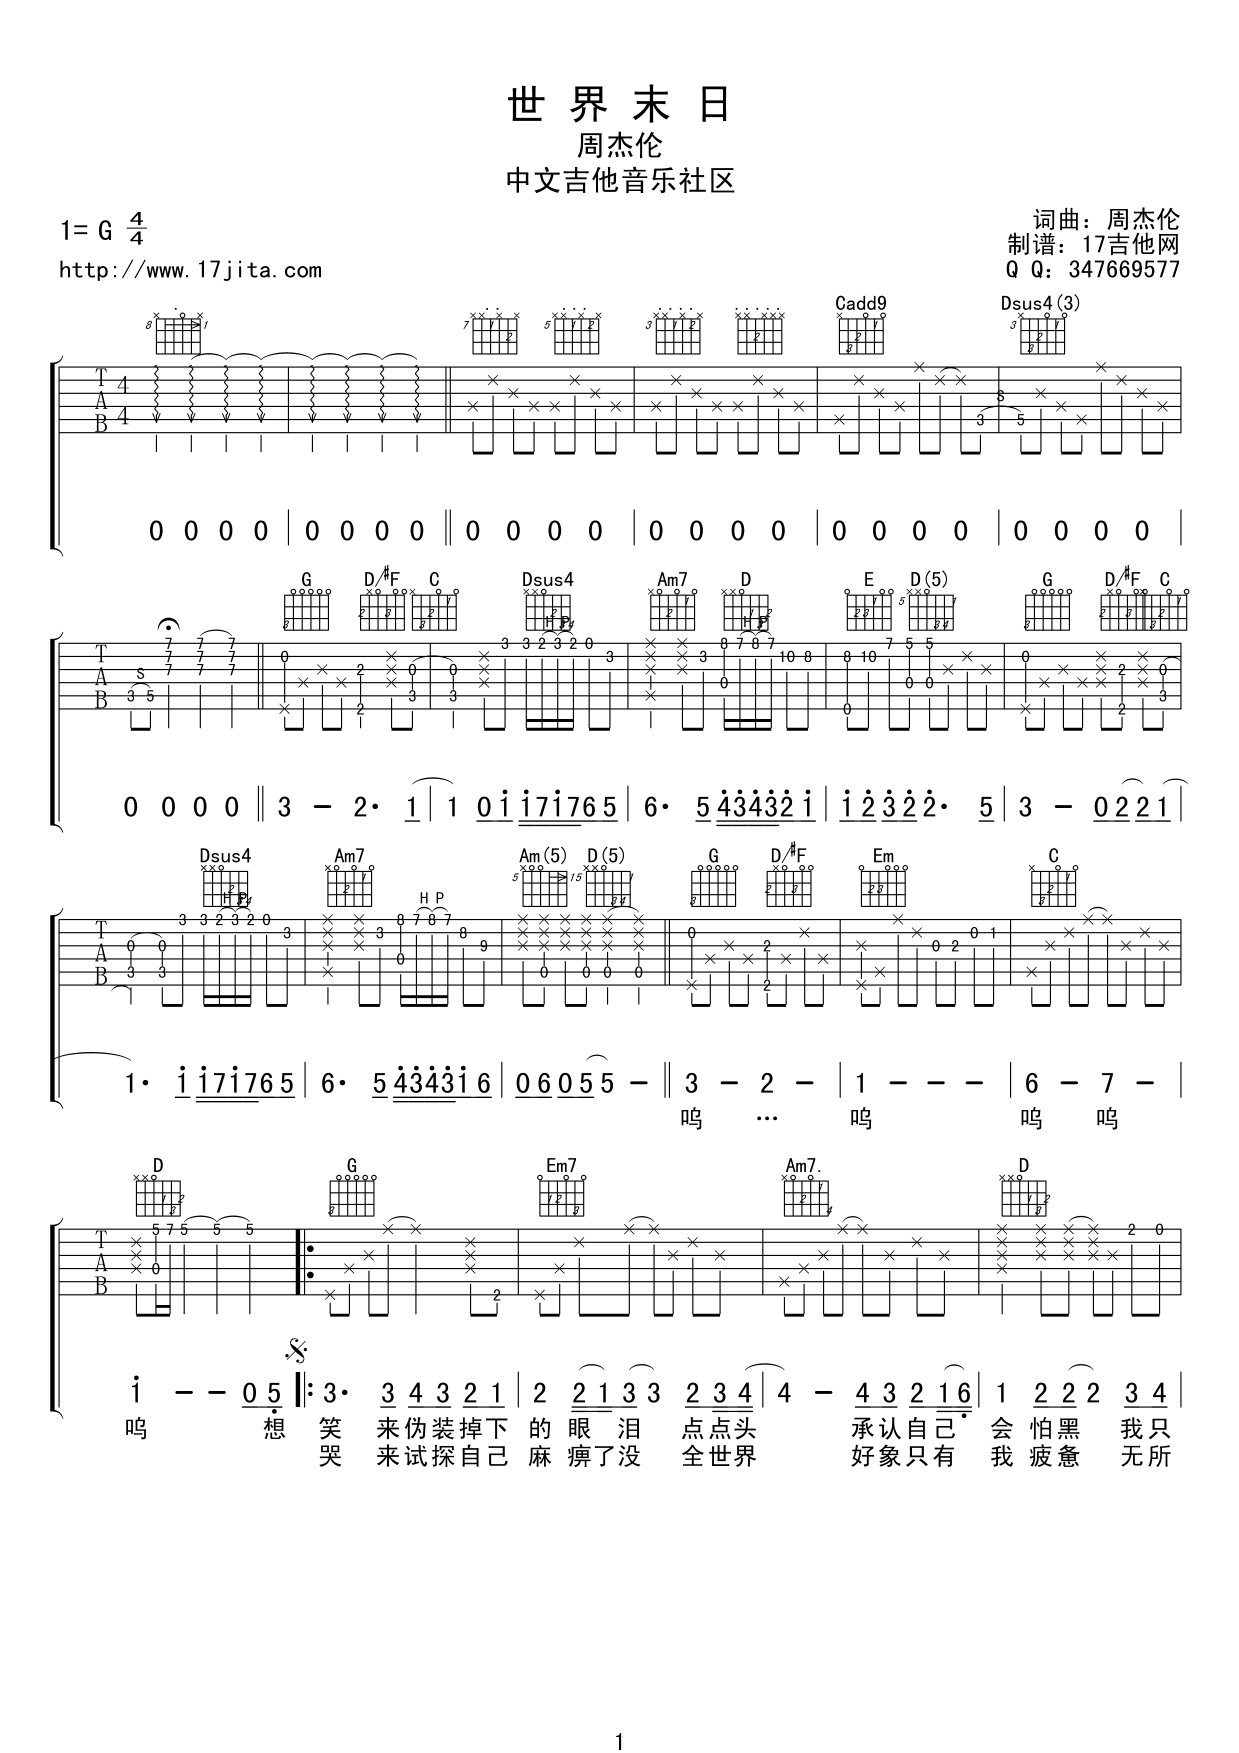 世界末日
周杰伦
中文吉他音乐社区
1= G 4/4
词曲：周杰伦
制谱：17吉他网
http://www.17jita.com
Q Q：347669577
Cadd9 Dsus4(3)
T A B 4 4 3 S 5
0 0 0 0 | 0 0 0 0 || 0 0 0 0 | 0 0 0 0 | 0 0 0 0 | 0 0 0 0 |
G D/#F C Dsus4 Am7 D E D(5) G D/#F C
H P H P
0 0 0 0 || 3 − 2· 1 | 1 0 1 1 7 1 7 6 5 | 6· 5 4 3 4 3 2 1 | 1 2 3 2 2· 5 | 3 − 0 2 2 1 |
Dsus4 Am7 Am(5) D(5) G D/#F Em C
H P H P
1· 1 1 7 1 7 6 5 | 6· 5 4 3 4 3 1 6 | 0 6 0 5 5 − || 3 − 2 − | 1 − − − | 6 − 7 − |
呜 … 呜 呜 呜
D G Em7 Am7. D
1 − − 0 5 |: 3· 3 4 3 2 1 | 2 2 1 3 3 2 3 4 | 4 − 4 3 2 1 6 | 1 2 2 2 3 4 |
呜 想 笑 来伪装掉下 的 眼 泪 点点头 承认自己 会 怕黑 我只
哭 来试探自己 麻 痹了没 全世界 好象只有 我 疲惫 无所
1